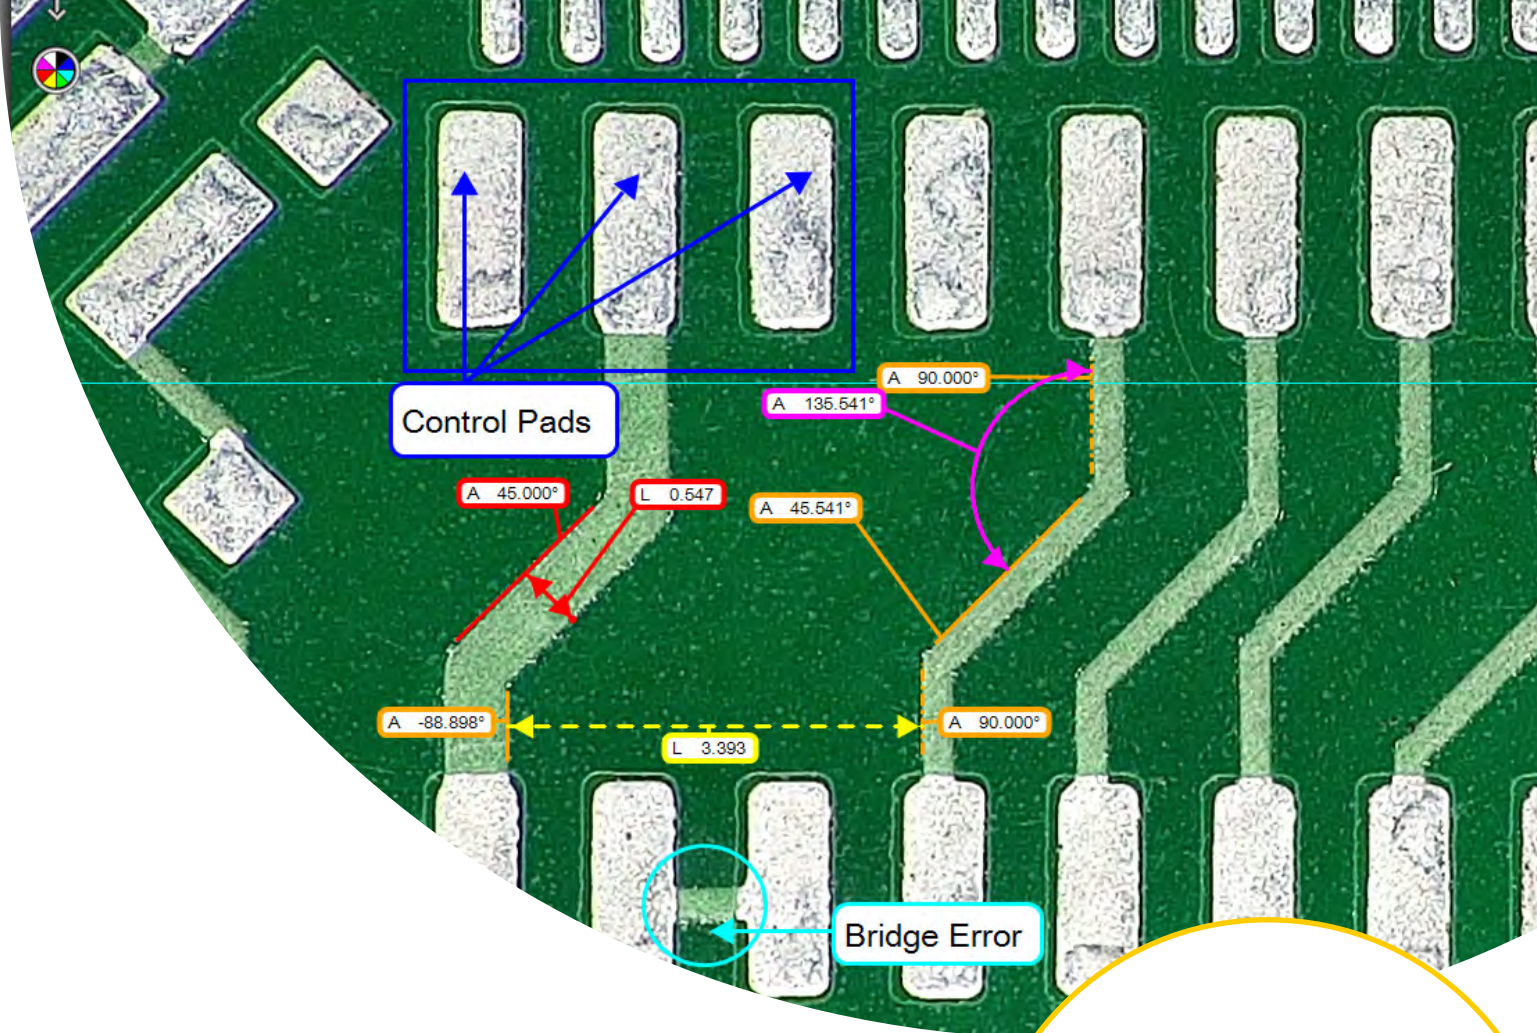 A 90.000°
A 135.541°
Control Pads
A 45.000°
L 0.547
A 45.541°
A -88.898°
A 90.000°
L 3.393
Bridge Error